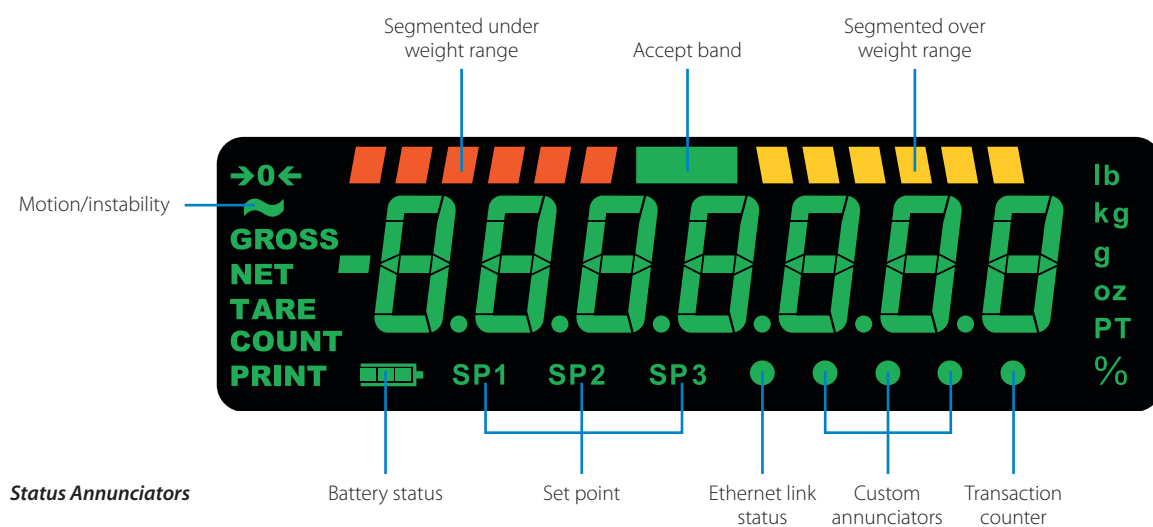 Segmented under
weight range
Accept band
Segmented over
weight range
→0←
Motion/instability
~
GROSS
NET
TARE
COUNT
PRINT
-8.8.8.8.8.8.8
lb
kg
g
oz
PT
%
SP1 SP2 SP3
Status Annunciators
Battery status
Set point
Ethernet link
status
Custom
annunciators
Transaction
counter